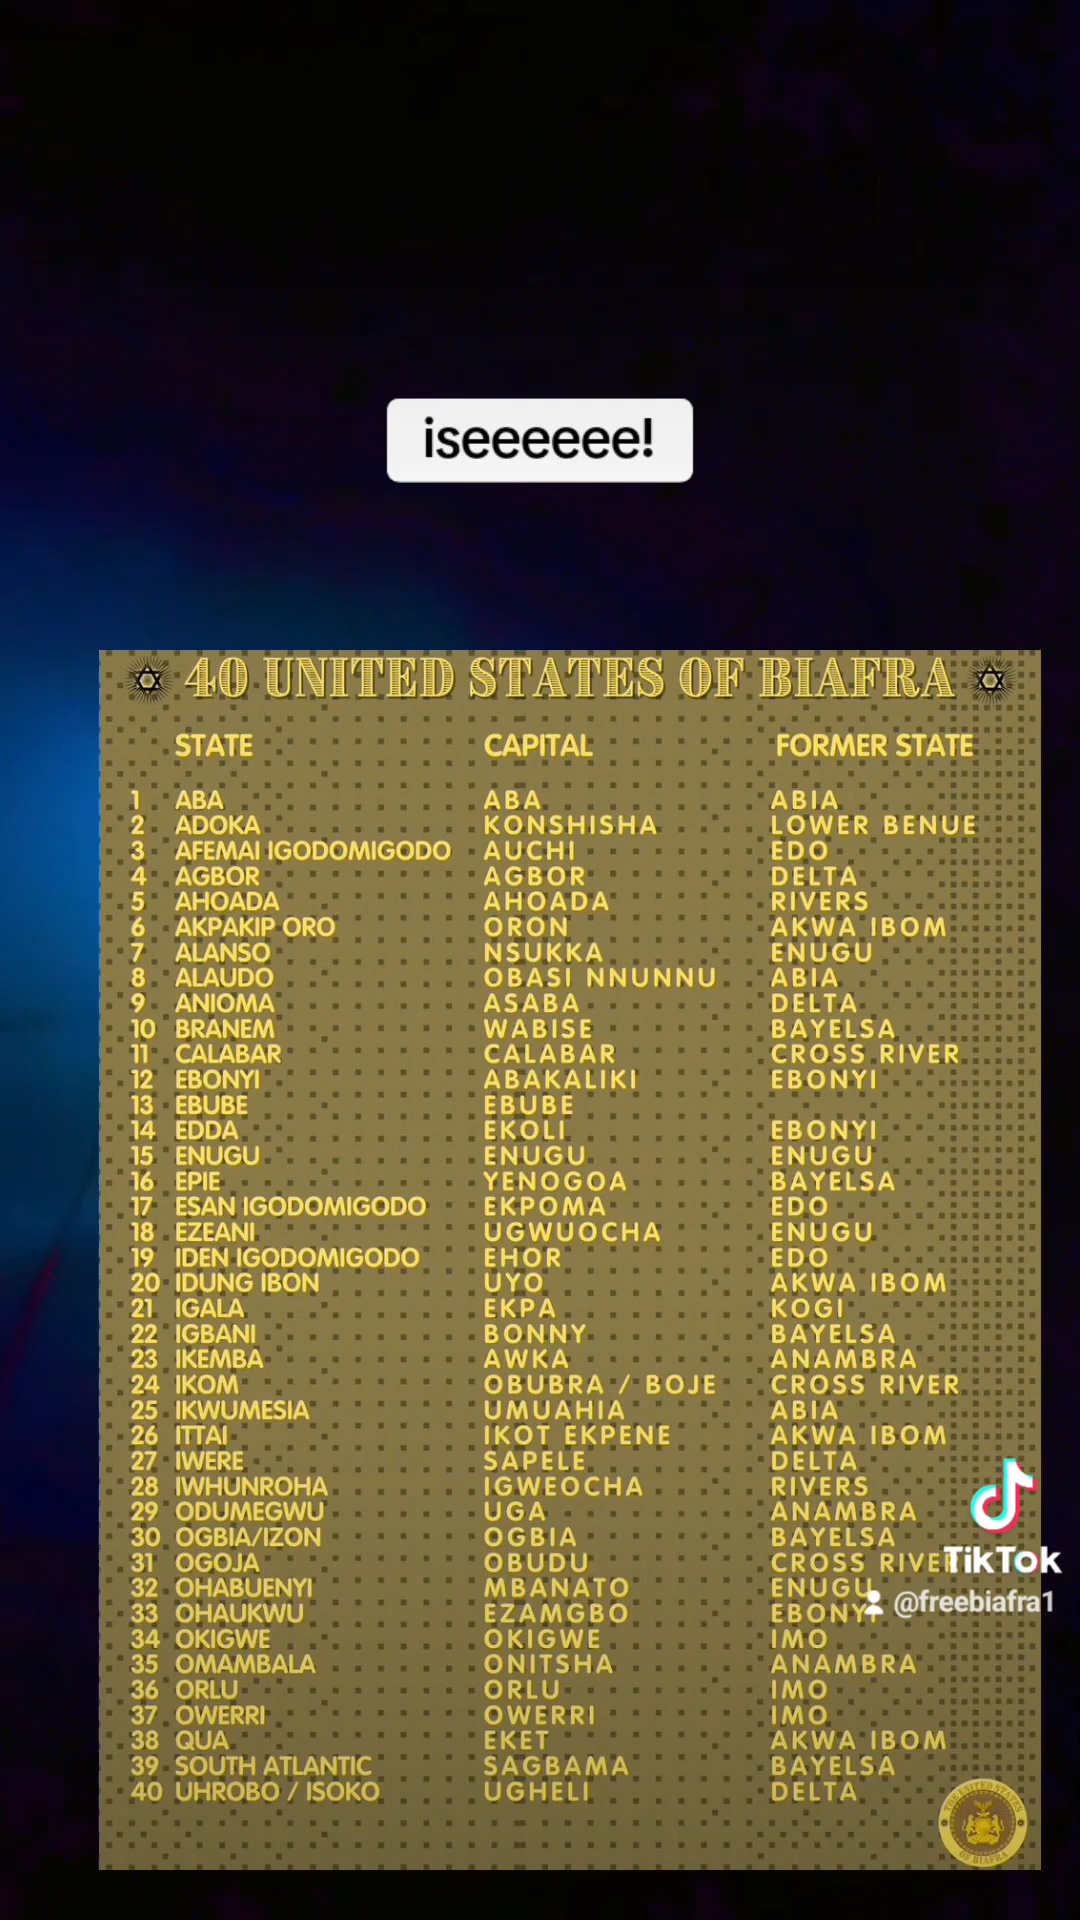 iseeeeee!
40 UNITED STATES OF BIAFRA
STATE CAPITAL FORMER STATE
1 ABA ABA ABIA
2 ADOKA KONSHISHA LOWER BENUE
3 AFEMAI IGODOMIGODO AUCHI EDO
4 AGBOR AGBOR DELTA
5 AHOADA AHOADA RIVERS
6 AKPAKIP ORO ORON AKWA IBOM
7 ALANSO NSUKKA ENUGU
8 ALAUDO OBASI NNUNNU ABIA
9 ANIOMA ASABA DELTA
10 BRANEM WABISE BAYELSA
11 CALABAR CALABAR CROSS RIVER
12 EBONYI ABAKALIKI EBONYI
13 EBUBE EBUBE
14 EDDA EKOLI EBONYI
15 ENUGU ENUGU ENUGU
16 EPIE YENOGOA BAYELSA
17 ESAN IGODOMIGODO EKPOMA EDO
18 EZEANI UGWUOCHA ENUGU
19 IDEN IGODOMIGODO EHOR EDO
20 IDUNG IBON UYO AKWA IBOM
21 IGALA EKPA KOGI
22 IGBANI BONNY BAYELSA
23 IKEMBA AWKA ANAMBRA
24 IKOM OBUBRA / BOJE CROSS RIVER
25 IKWUMESIA UMUAHIA ABIA
26 ITTAI IKOT EKPENE AKWA IBOM
27 IWERE SAPELE DELTA
28 IWHUNROHA IGWEOCHA RIVERS
29 ODUMEGWU UGA ANAMBRA
30 OGBIA/IZON OGBIA BAYELSA
31 OGOJA OBUDU CROSS RIVER
32 OHABUENYI MBANATO ENUGU
33 OHAUKWU EZAMGBO EBONYI
34 OKIGWE OKIGWE IMO
35 OMAMBALA ONITSHA ANAMBRA
36 ORLU ORLU IMO
37 OWERRI OWERRI IMO
38 QUA EKET AKWA IBOM
39 SOUTH ATLANTIC SAGBAMA BAYELSA
40 UHROBO / ISOKO UGHELI DELTA
TikTok
@freebiafra1
THE UNITED STATES
OF BIAFRA